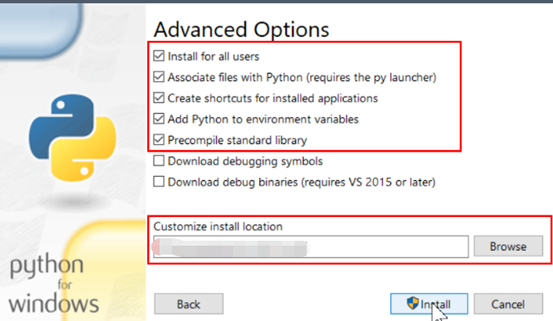 Advanced Options
Install for all users
Associate files with Python (requires the py launcher)
Create shortcuts for installed applications
Add Python to environment variables
Precompile standard library
Download debugging symbols
Download debug binaries (requires VS 2015 or later)
Customize install location
Browse
python
for
windows
Back
Install
Cancel